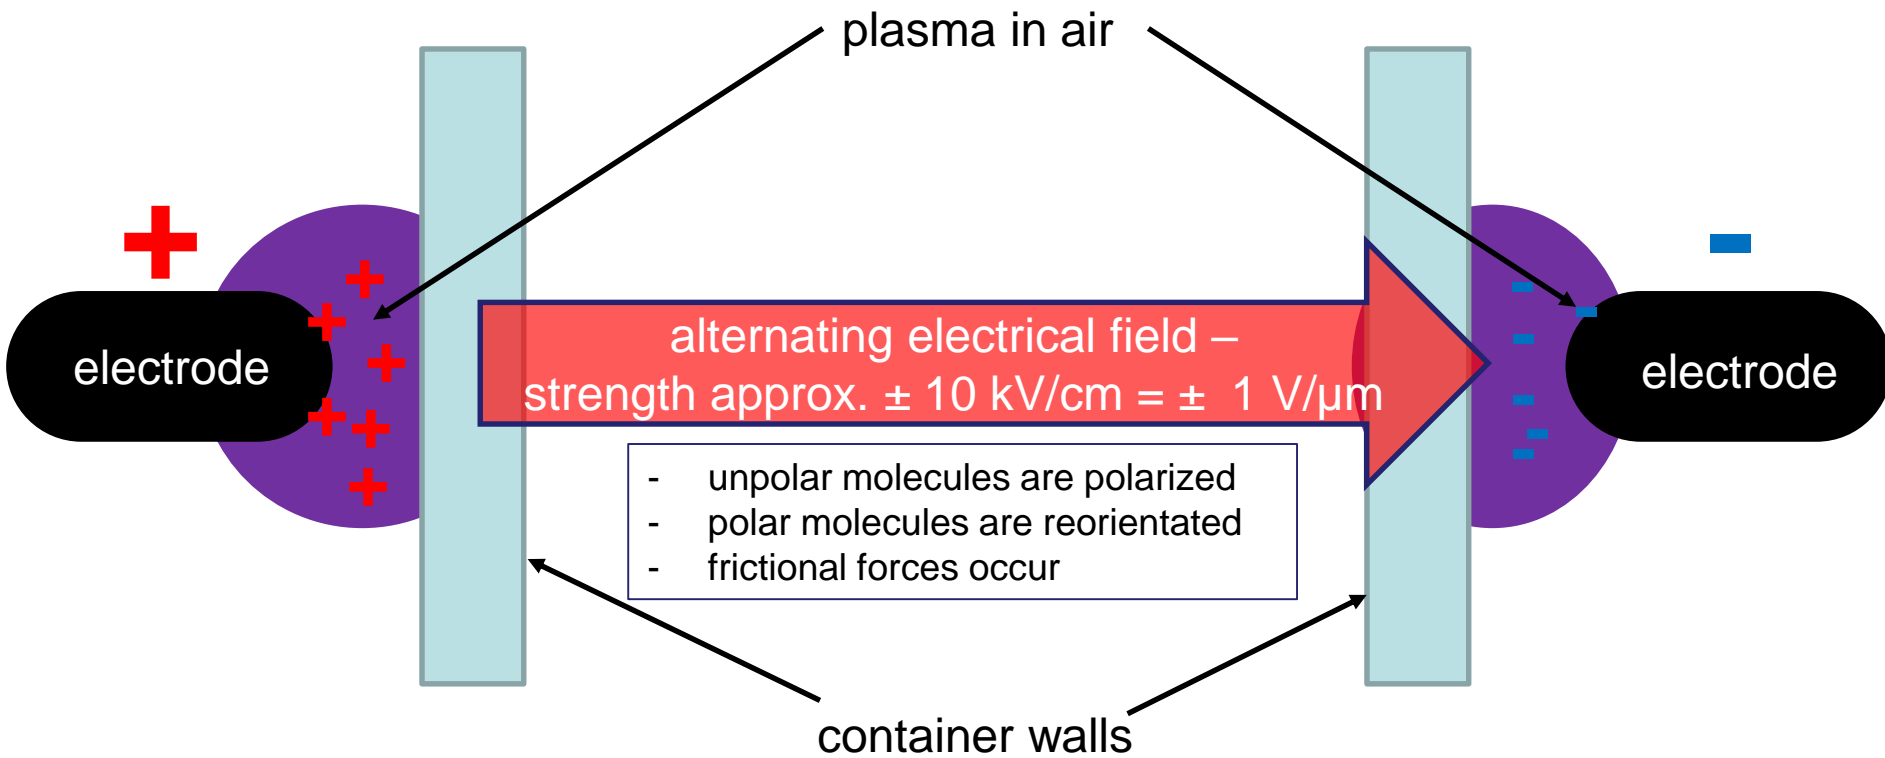 plasma in air
+
-
electrode
electrode
alternating electrical field –
strength approx. ± 10 kV/cm = ± 1 V/µm
- unpolar molecules are polarized
- polar molecules are reorientated
- frictional forces occur
container walls